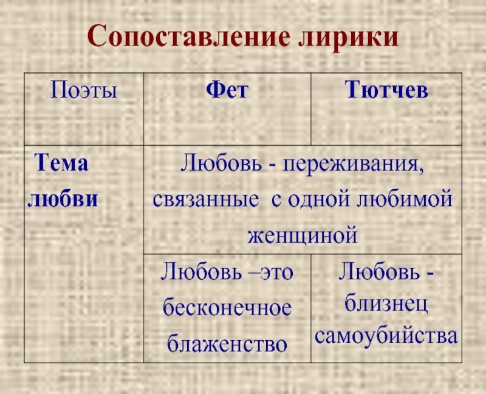 Сопоставление лирики
Поэты Фет Тютчев
Тема любви
Любовь - переживания,
связанные с одной любимой
женщиной
Любовь –это
бесконечное
блаженство
Любовь -
близнец
самоубийства